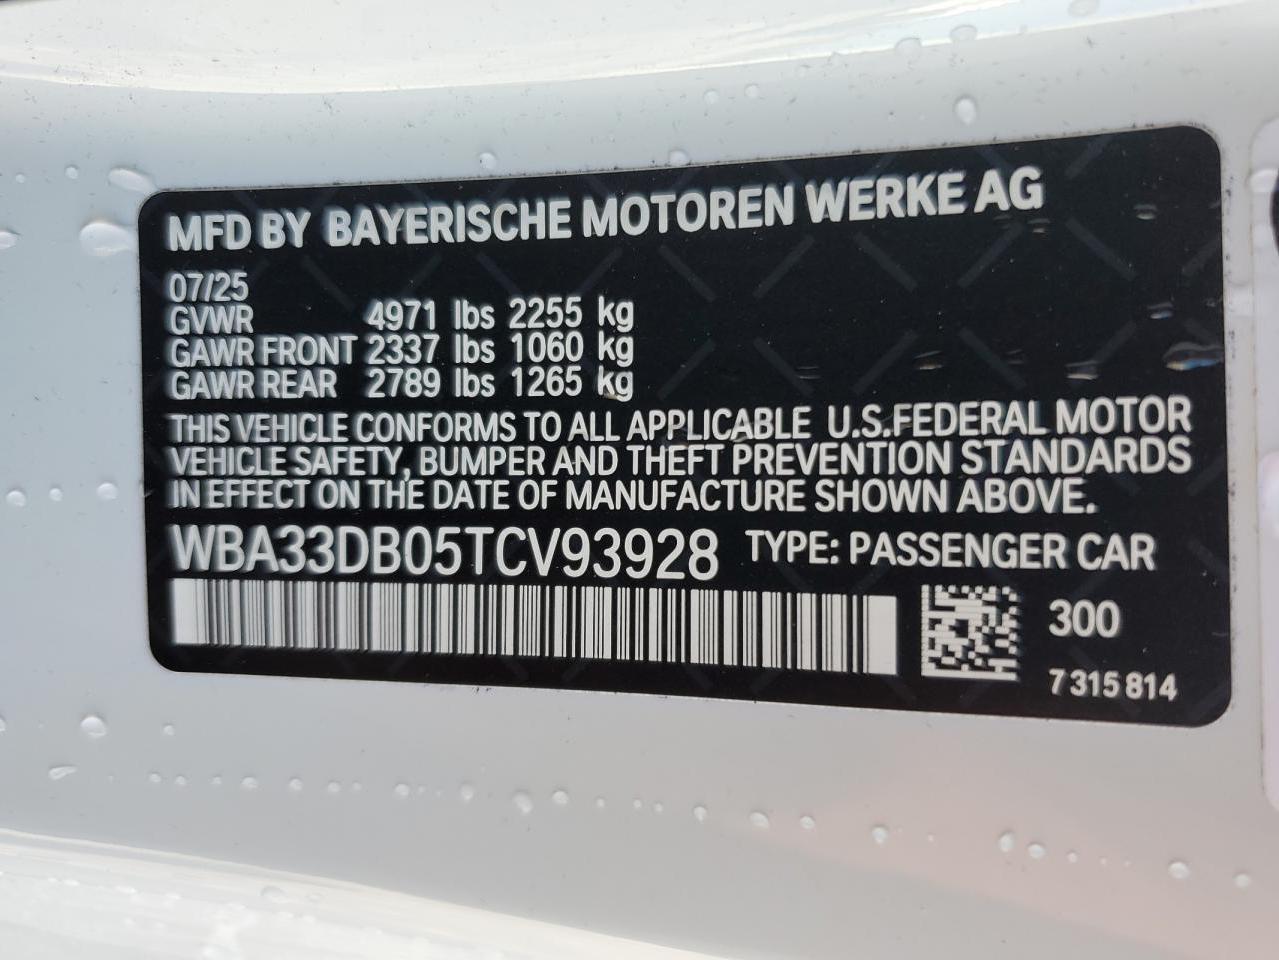 MFD BY BAYERISCHE MOTOREN WERKE AG
07/25
GVWR 4971 lbs 2255 kg
GAWR FRONT 2337 lbs 1060 kg
GAWR REAR 2789 lbs 1265 kg
THIS VEHICLE CONFORMS TO ALL APPLICABLE U.S.FEDERAL MOTOR
VEHICLE SAFETY, BUMPER AND THEFT PREVENTION STANDARDS
IN EFFECT ON THE DATE OF MANUFACTURE SHOWN ABOVE.
WBA33DB05TCV93928 TYPE: PASSENGER CAR
300
7 315 814